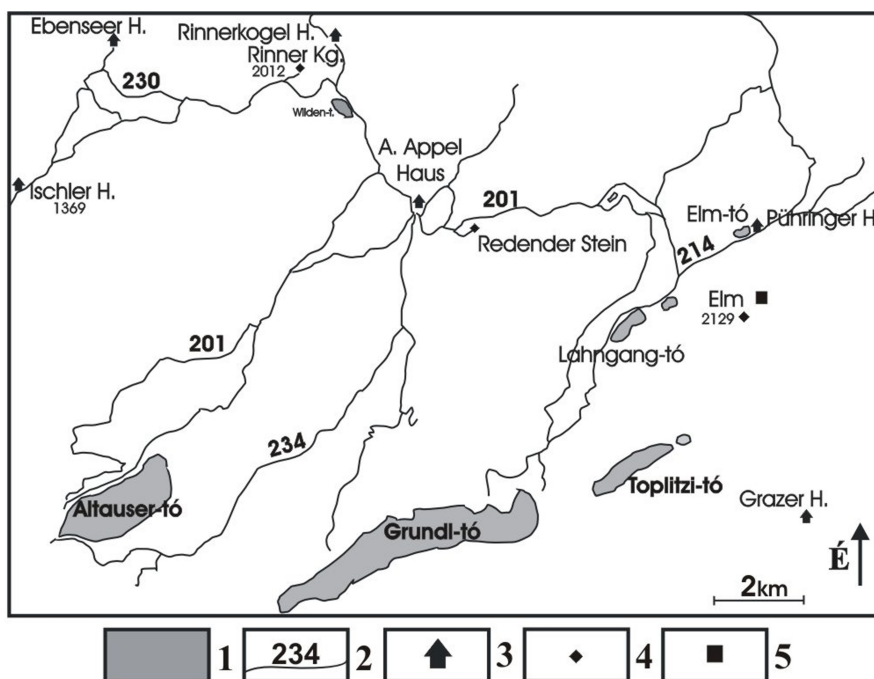 Ebenseer H.
Rinnerkogel H.
Rinner Kg.
2012
230
Wilden-t.
A. Appel
Haus
Ischler H.
1369
201
Redender Stein
Elm-tó
Pühringer H
214
Elm
2129
Lahngang-tó
201
234
Altauser-tó
Grundl-tó
Toplitzi-tó
Grazer H.
É
2km
1
234
2
3
4
5